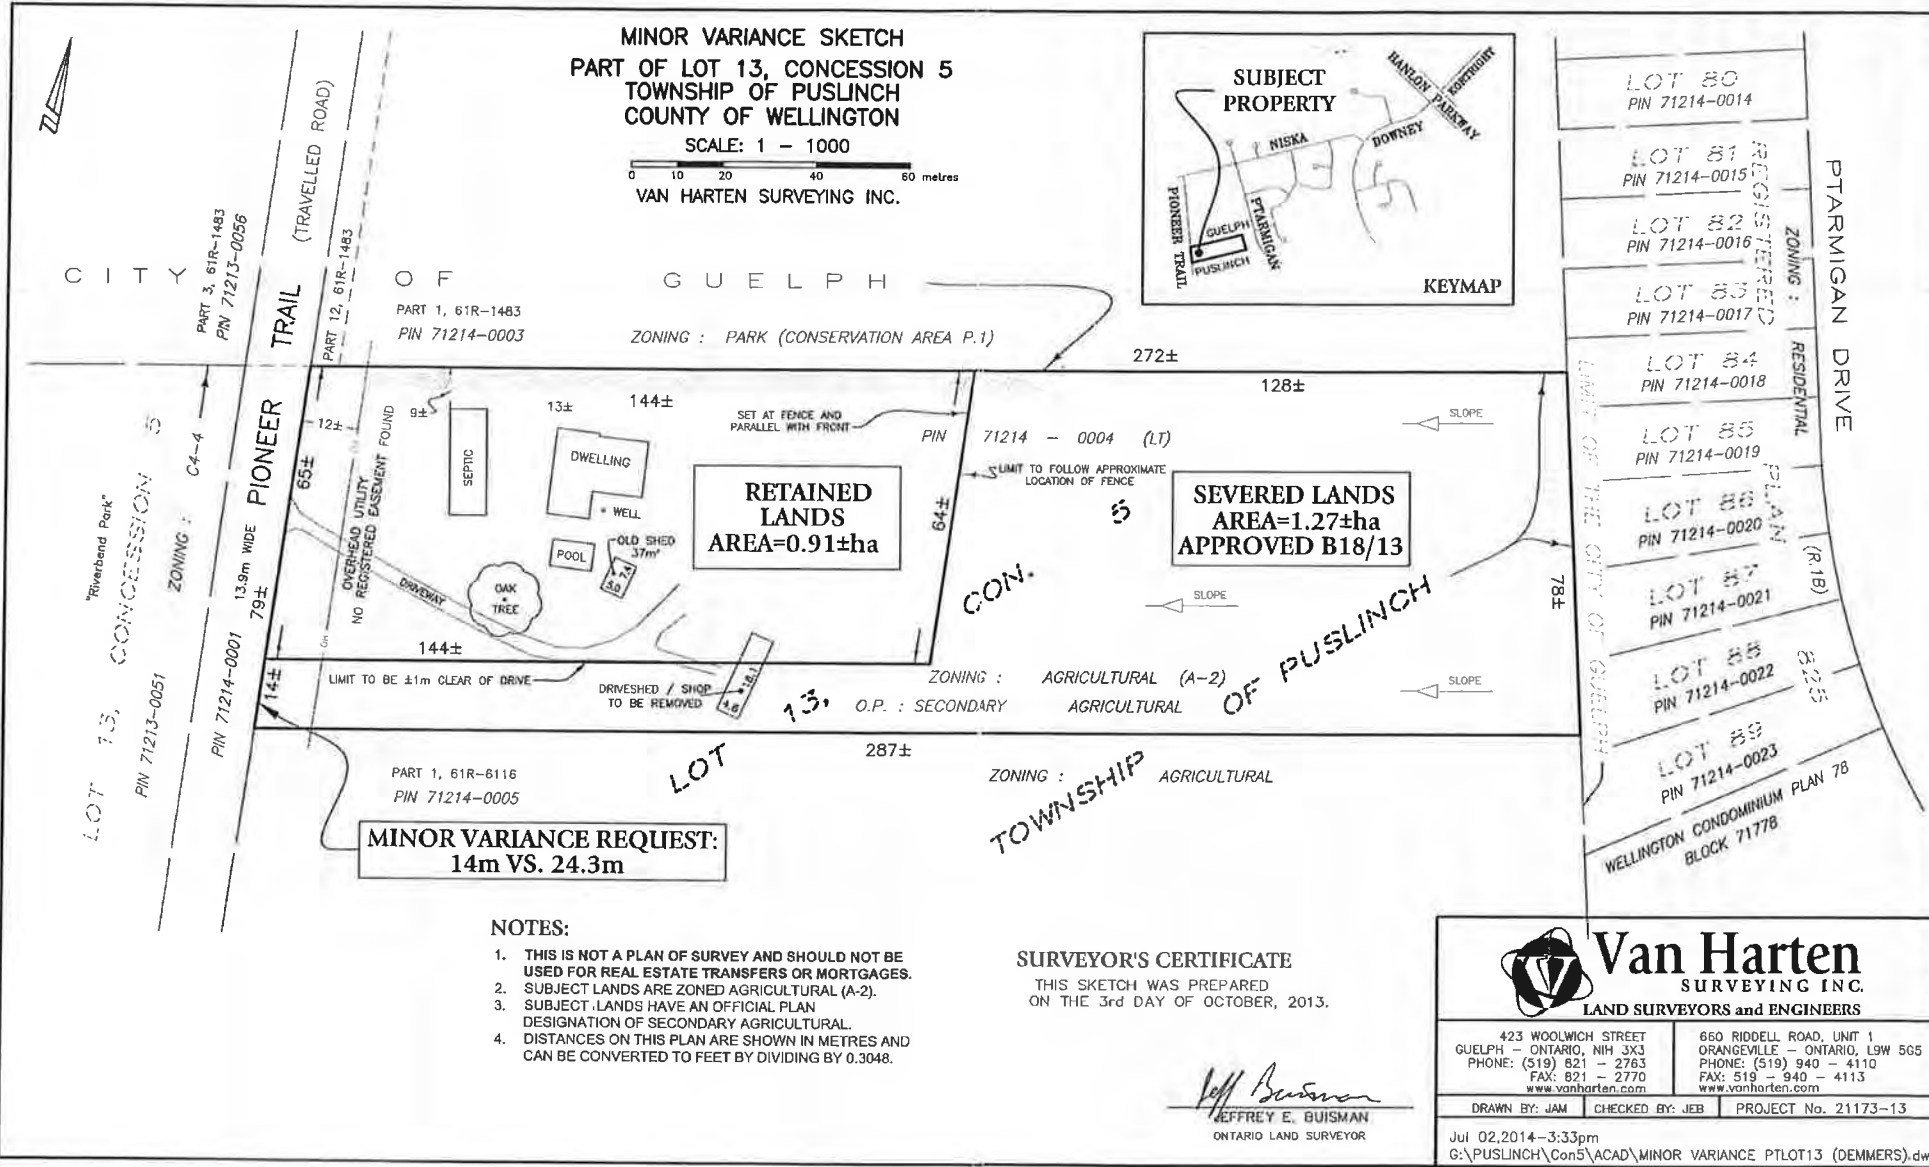 MINOR VARIANCE SKETCH
PART OF LOT 13, CONCESSION 5
TOWNSHIP OF PUSLINCH
COUNTY OF WELLINGTON
SCALE: 1 - 1000
0 10 20 40 60 metres
VAN HARTEN SURVEYING INC.
SUBJECT
PROPERTY
HANLON PARKWAY
KORTRIGHT
NISKA
DOWNEY
PIONEER TRAIL
PTARMIGAN
GUELPH
PUSLINCH
KEYMAP
CITY OF GUELPH
PART 3, 61R-1483
PIN 71213-0056
PIONEER TRAIL (TRAVELLED ROAD)
PART 12, 61R-1483
PART 1, 61R-1483
PIN 71214-0003
ZONING : PARK (CONSERVATION AREA P.1)
272±
128±
144±
12±
9±
13±
65±
SEPTIC
DWELLING
WELL
POOL
OLD SHED
37m²
5.0 7.4
OAK
TREE
DRIVEWAY
OVERHEAD UTILITY
NO REGISTERED EASEMENT FOUND
OH
SET AT FENCE AND
PARALLEL WITH FRONT
PIN 71214 - 0004 (LT)
LIMIT TO FOLLOW APPROXIMATE
LOCATION OF FENCE
RETAINED
LANDS
AREA=0.91±ha
64±
SEVERED LANDS
AREA=1.27±ha
APPROVED B18/13
SLOPE
SLOPE
SLOPE
78±
144±
LIMIT TO BE ±1m CLEAR OF DRIVE
DRIVESHED / SHOP
TO BE REMOVED
4.6 18.1
ZONING : AGRICULTURAL (A-2)
O.P. : SECONDARY AGRICULTURAL
LOT 13, CON. 5
TOWNSHIP OF PUSLINCH
287±
ZONING : AGRICULTURAL
PART 1, 61R-6116
PIN 71214-0005
MINOR VARIANCE REQUEST:
14m VS. 24.3m
14±
79±
13.9m WIDE
PIN 71214-0001
"Riverbend Park"
LOT 13, CONCESSION 5
PIN 71213-0051
ZONING : C4-4
LOT 80
PIN 71214-0014
LOT 81
PIN 71214-0015
LOT 82
PIN 71214-0016
LOT 83
PIN 71214-0017
LOT 84
PIN 71214-0018
LOT 85
PIN 71214-0019
LOT 86
PIN 71214-0020
LOT 87
PIN 71214-0021
LOT 88
PIN 71214-0022
LOT 89
PIN 71214-0023
REGISTERED PLAN 825
ZONING : RESIDENTIAL (R.1B)
PTARMIGAN DRIVE
LIMIT OF THE CITY OF GUELPH
WELLINGTON CONDOMINIUM PLAN 78
BLOCK 71778
NOTES:
1. THIS IS NOT A PLAN OF SURVEY AND SHOULD NOT BE
USED FOR REAL ESTATE TRANSFERS OR MORTGAGES.
2. SUBJECT LANDS ARE ZONED AGRICULTURAL (A-2).
3. SUBJECT LANDS HAVE AN OFFICIAL PLAN
DESIGNATION OF SECONDARY AGRICULTURAL.
4. DISTANCES ON THIS PLAN ARE SHOWN IN METRES AND
CAN BE CONVERTED TO FEET BY DIVIDING BY 0.3048.
SURVEYOR'S CERTIFICATE
THIS SKETCH WAS PREPARED
ON THE 3rd DAY OF OCTOBER, 2013.
Jeff Buisman
JEFFREY E. BUISMAN
ONTARIO LAND SURVEYOR
Van Harten
SURVEYING INC.
LAND SURVEYORS and ENGINEERS
423 WOOLWICH STREET
GUELPH - ONTARIO, N1H 3X3
PHONE: (519) 821 - 2763
FAX: 821 - 2770
www.vanharten.com
660 RIDDELL ROAD, UNIT 1
ORANGEVILLE - ONTARIO, L9W 5G5
PHONE: (519) 940 - 4110
FAX: 519 - 940 - 4113
www.vanharten.com
DRAWN BY: JAM
CHECKED BY: JEB
PROJECT No. 21173-13
Jul 02,2014-3:33pm
G:\PUSLINCH\Con5\ACAD\MINOR VARIANCE PTLOT13 (DEMMERS).dw